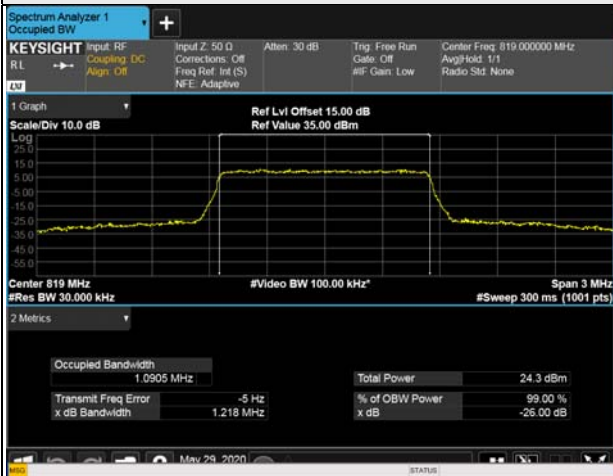 Spectrum Analyzer 1
Occupied BW
KEYSIGHT
RL
LXI
Input: RF
Coupling: DC
Align: Off
Input Z: 50 Ω
Corrections: Off
Freq Ref: Int (S)
NFE: Adaptive
Atten: 30 dB
Trig: Free Run
Gate: Off
#IF Gain: Low
Center Freq: 819.000000 MHz
Avg|Hold: 1/1
Radio Std: None
1 Graph
Scale/Div 10.0 dB
Ref Lvl Offset 15.00 dB
Ref Value 35.00 dBm
Log
25.0
15.0
5.00
-5.00
-15.0
-25.0
-35.0
-45.0
-55.0
Center 819 MHz
#Video BW 100.00 kHz*
Span 3 MHz
#Res BW 30.000 kHz
#Sweep 300 ms (1001 pts)
2 Metrics
Occupied Bandwidth
1.0905 MHz
Total Power 24.3 dBm
Transmit Freq Error -5 Hz
% of OBW Power 99.00 %
x dB Bandwidth 1.218 MHz
x dB -26.00 dB
May 29, 2020
MSG
STATUS